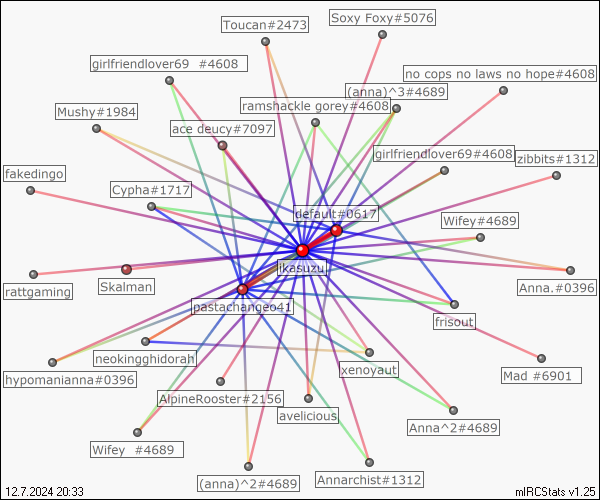 Soxy Foxy#5076
Toucan#2473
girlfriendlover69  #4608
no cops no laws no hope#4608
(anna)^3#4689
ramshackle gorey#4608
Mushy#1984
ace deucy#7097
girlfriendlover69#4608
zibbits#1312
fakedingo
Cypha#1717
default#0617
Wifey#4689
jkasuzu
rattgaming
Skalman
Anna.#0396
pastachangeo41
frisout
neokingghidorah
xenoyaut
hypomanianna#0396
Mad #6901
AlpineRooster#2156
avelicious
Anna^2#4689
Wifey  #4689
(anna)^2#4689
Annarchist#1312
12.7.2024 20:33
mIRCStats v1.25